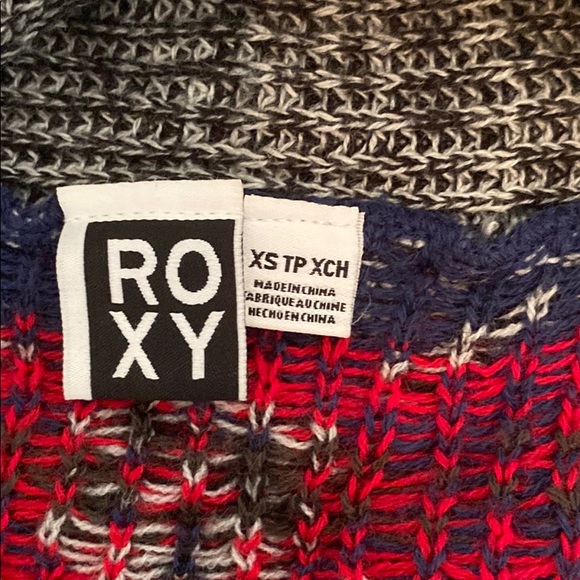 RO
XY
XS TP XCH
MADE IN CHINA
FABRIQUE AU CHINE
HECHO EN CHINA